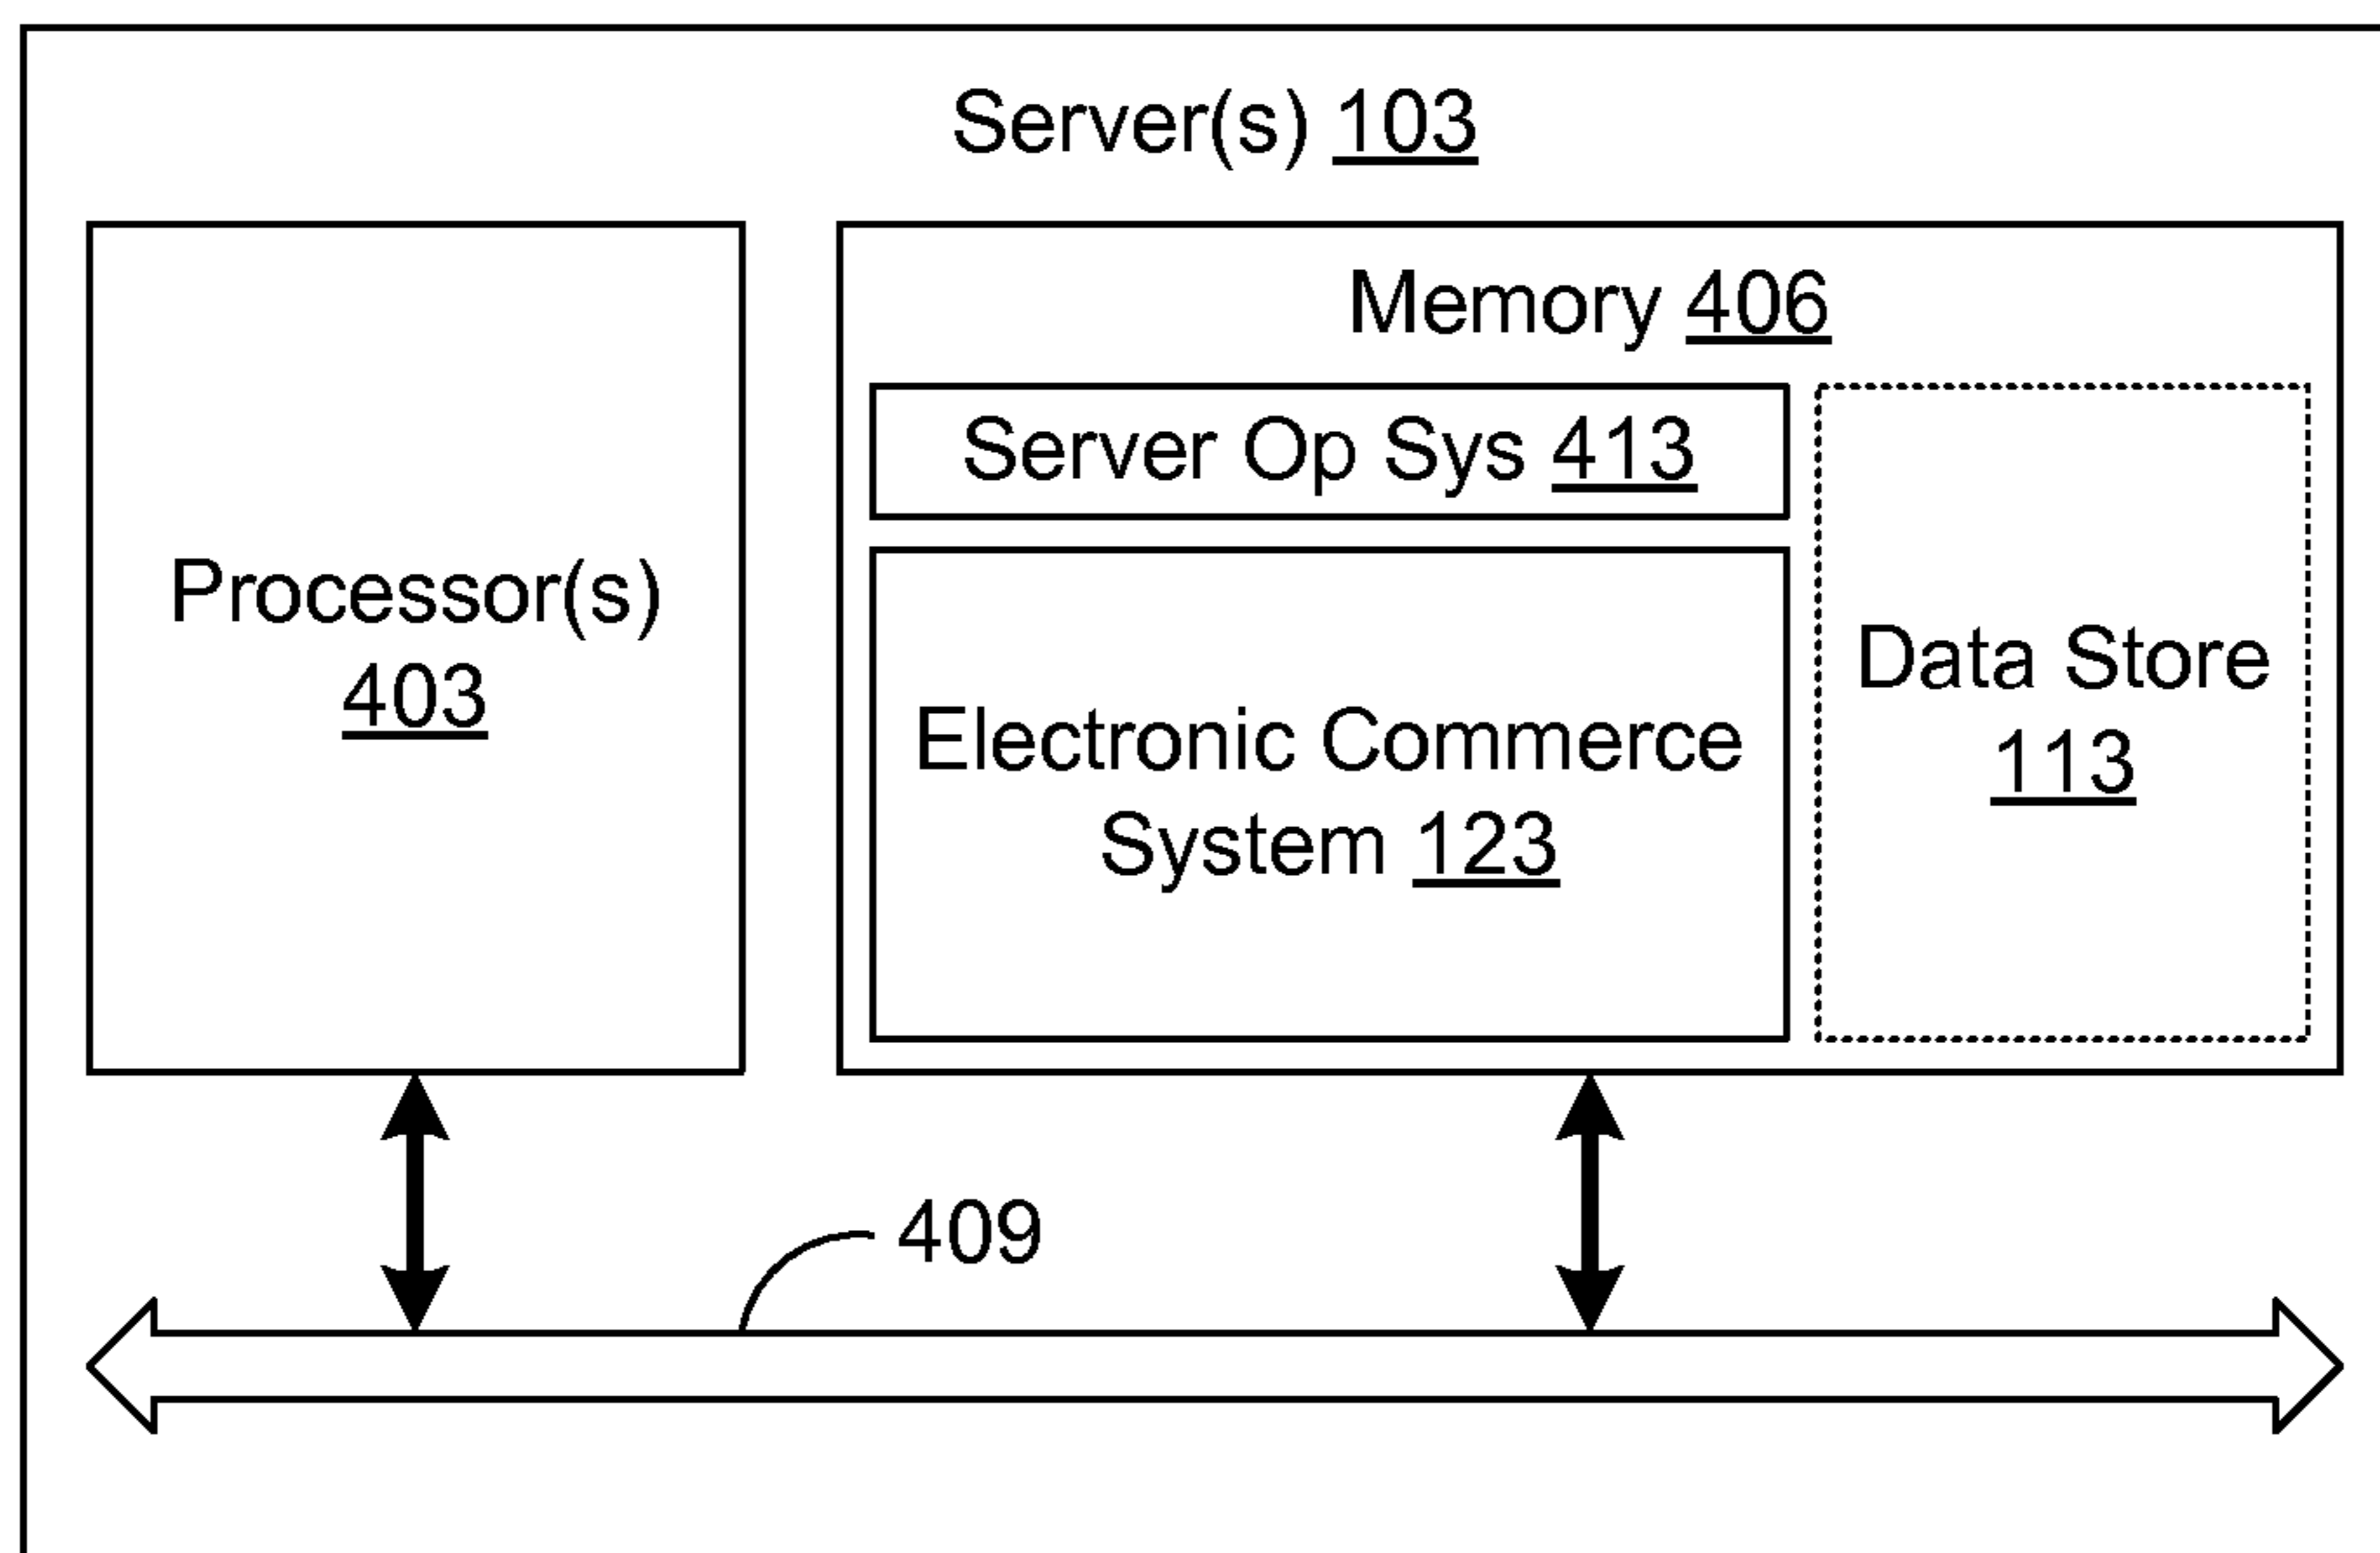 Server(s) 103
Processor(s)
403
Memory 406
Server Op Sys 413
Electronic Commerce
System 123
Data Store
113
409